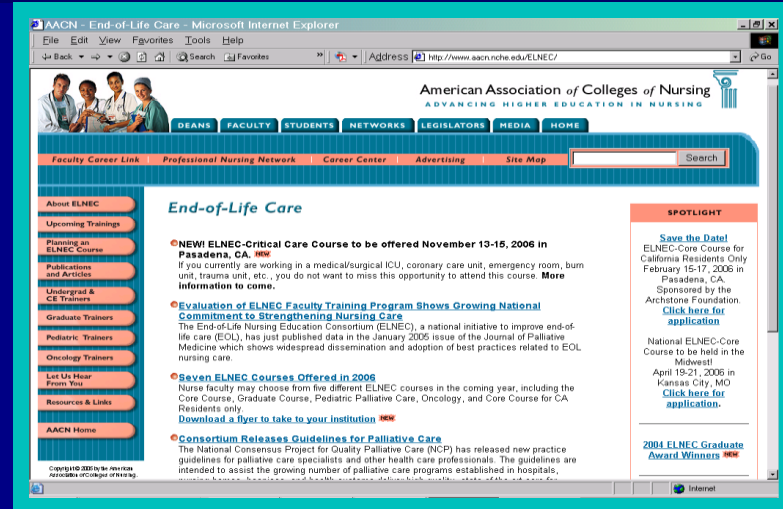 AACN - End-of-Life Care - Microsoft Internet Explorer
File Edit View Favorites Tools Help
Back Search Favorites » Address http://www.aacn.nche.edu/ELNEC/ Go
American Association of Colleges of Nursing
ADVANCING HIGHER EDUCATION IN NURSING
DEANS FACULTY STUDENTS NETWORKS LEGISLATORS MEDIA HOME
Faculty Career Link | Professional Nursing Network | Career Center | Advertising | Site Map Search
About ELNEC
Upcoming Trainings
Planning an
ELNEC Course
Publications
and Articles
Undergrad &
CE Trainers
Graduate Trainers
Pediatric Trainers
Oncology Trainers
Let Us Hear
From You
Resources & Links
AACN Home
Copyright © 2005 by the American
Association of Colleges of Nursing.
End-of-Life Care
NEW! ELNEC-Critical Care Course to be offered November 13-15, 2006 in
Pasadena, CA. NEW
If you currently are working in a medical/surgical ICU, coronary care unit, emergency room, burn
unit, trauma unit, etc., you do not want to miss this opportunity to attend this course. More
information to come.
Evaluation of ELNEC Faculty Training Program Shows Growing National
Commitment to Strengthening Nursing Care
The End-of-Life Nursing Education Consortium (ELNEC), a national initiative to improve end-of-
life care (EOL), has just published data in the January 2005 issue of the Journal of Palliative
Medicine which shows widespread dissemination and adoption of best practices related to EOL
nursing care.
Seven ELNEC Courses Offered in 2006
Nurse faculty may choose from five different ELNEC courses in the coming year, including the
Core Course, Graduate Course, Pediatric Palliative Care, Oncology, and Core Course for CA
Residents only.
Download a flyer to take to your institution NEW
Consortium Releases Guidelines for Palliative Care
The National Consensus Project for Quality Palliative Care (NCP) has released new practice
guidelines for palliative care specialists and other health care professionals. The guidelines are
intended to assist the growing number of palliative care programs established in hospitals,
SPOTLIGHT
Save the Date!
ELNEC-Core Course for
California Residents Only
February 15-17, 2006 in
Pasadena, CA.
Sponsored by the
Archstone Foundation.
Click here for
application
National ELNEC-Core
Course to be held in the
Midwest!
April 19-21, 2006 in
Kansas City, MO
Click here for
application.
2004 ELNEC Graduate
Award Winners NEW
Internet